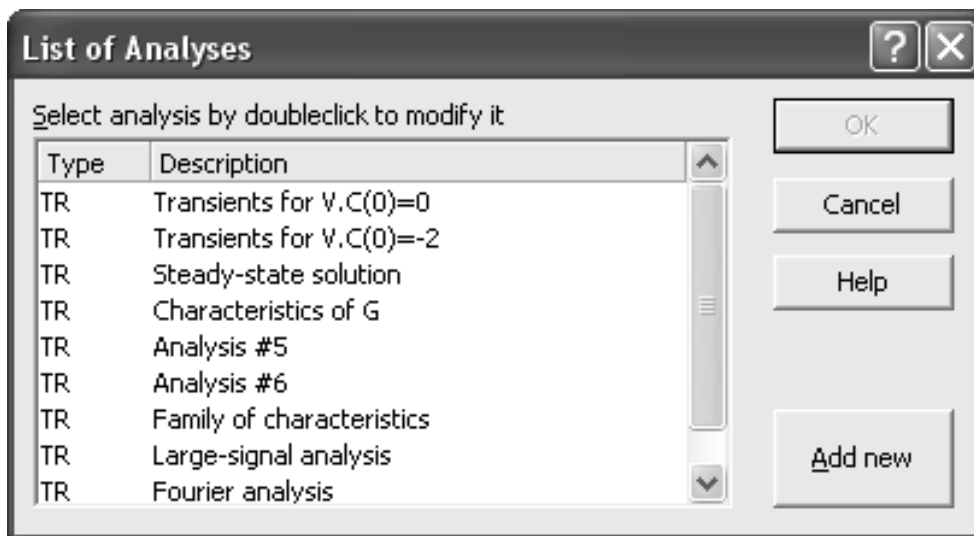 List of Analyses
Select analysis by doubleclick to modify it
Type Description
TR Transients for V.C(0)=0
TR Transients for V.C(0)=-2
TR Steady-state solution
TR Characteristics of G
TR Analysis #5
TR Analysis #6
TR Family of characteristics
TR Large-signal analysis
TR Fourier analysis
OK
Cancel
Help
Add new